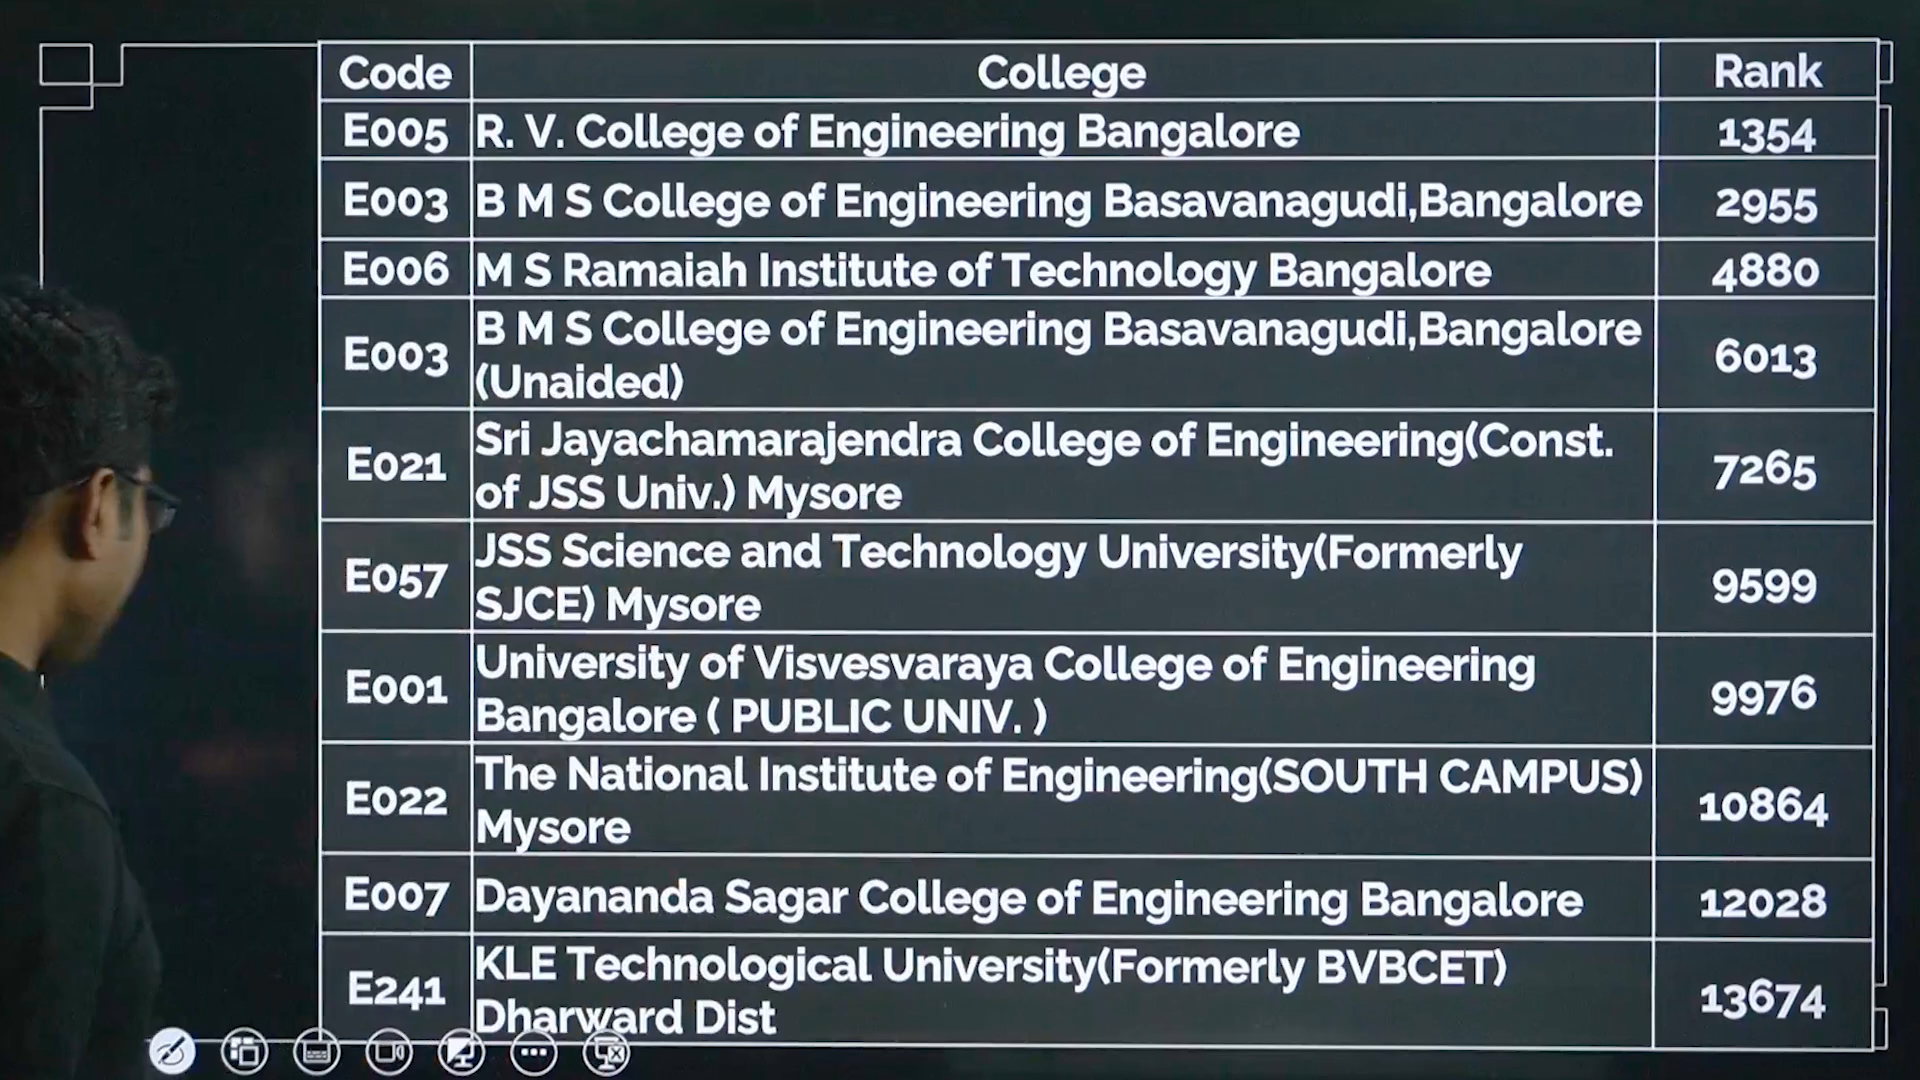 Code College Rank
E005 R. V. College of Engineering Bangalore 1354
E003 B M S College of Engineering Basavanagudi,Bangalore 2955
E006 M S Ramaiah Institute of Technology Bangalore 4880
E003 B M S College of Engineering Basavanagudi,Bangalore
(Unaided) 6013
E021 Sri Jayachamarajendra College of Engineering(Const.
of JSS Univ.) Mysore 7265
E057 JSS Science and Technology University(Formerly
SJCE) Mysore 9599
E001 University of Visvesvaraya College of Engineering
Bangalore ( PUBLIC UNIV. ) 9976
E022 The National Institute of Engineering(SOUTH CAMPUS)
Mysore 10864
E007 Dayananda Sagar College of Engineering Bangalore 12028
E241 KLE Technological University(Formerly BVBCET)
Dharward Dist 13674